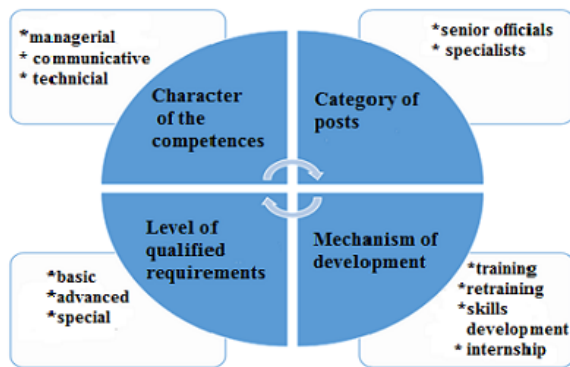 *managerial
* communicative
* technicial
*senior officials
* specialists
Character
of the
competences
Category of
posts
Level of
qualified
requirements
Mechanism of
development
*basic
*advanced
*special
*training
*retraining
*skills
development
* internship